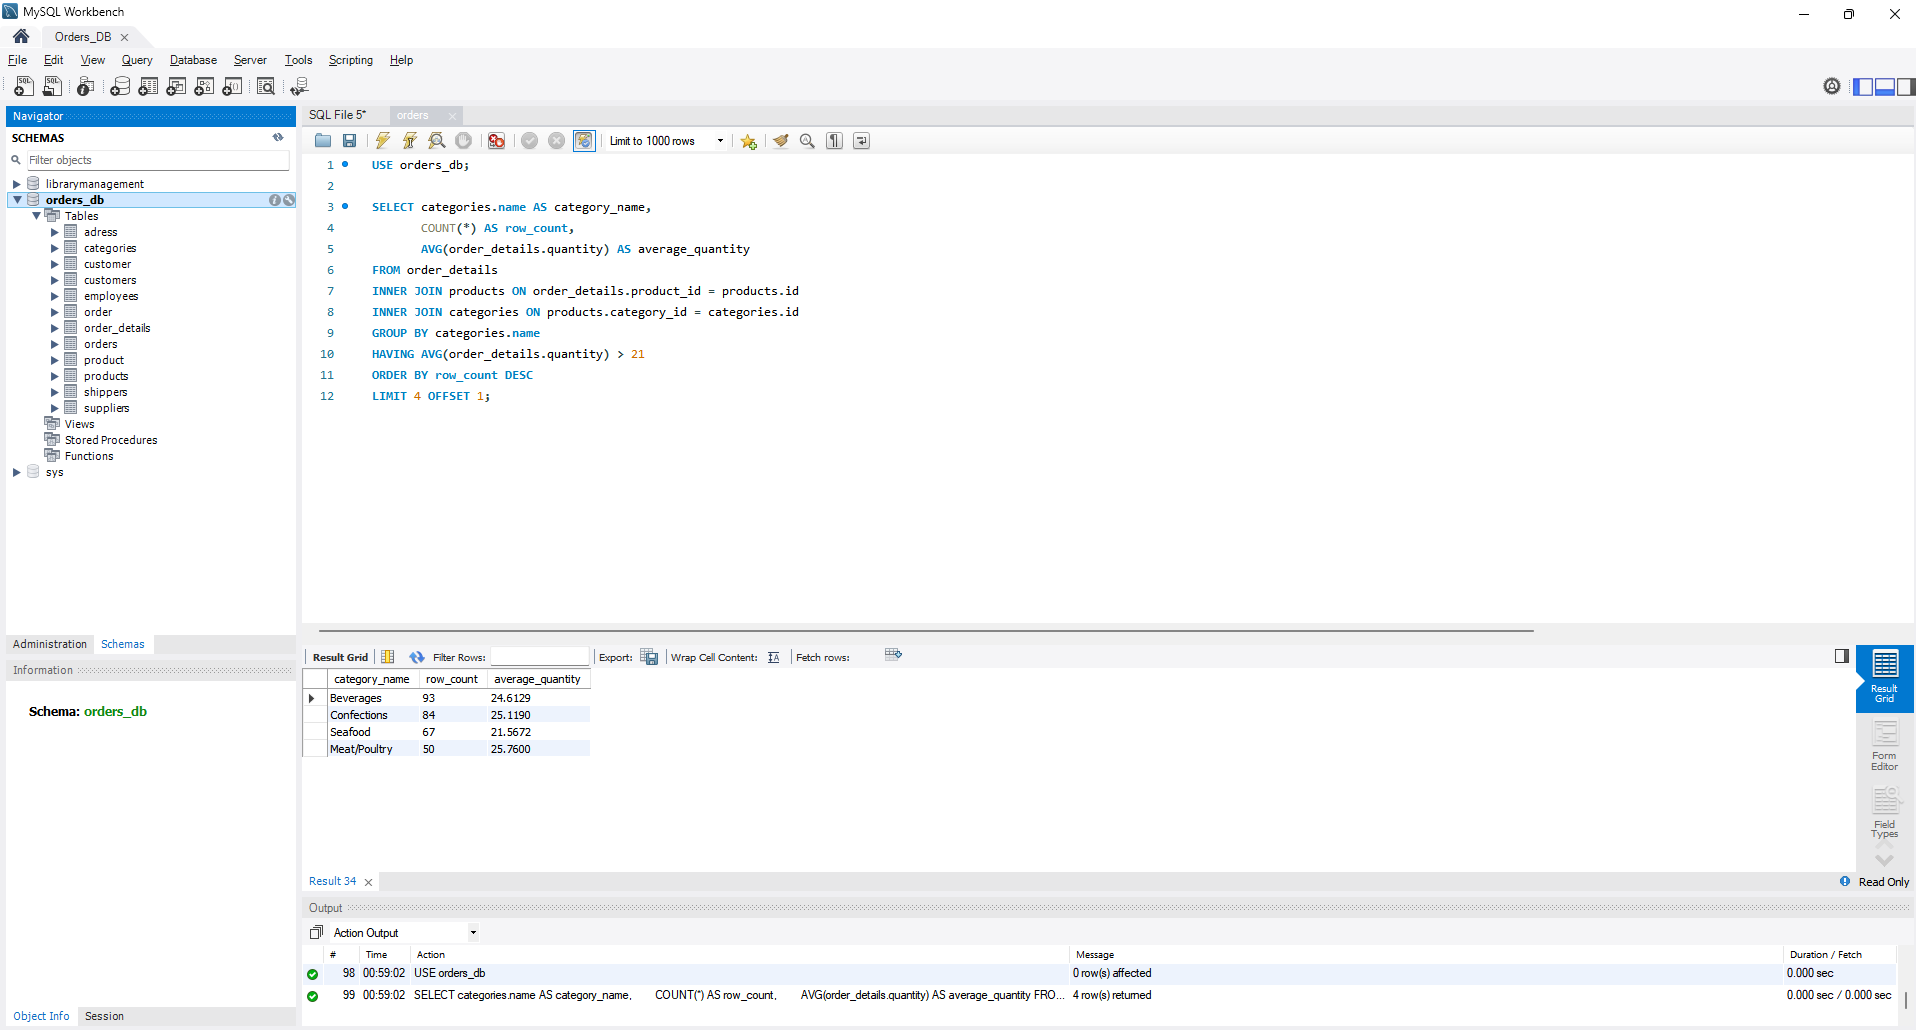 MySQL Workbench
Orders_DB
File Edit View Query Database Server Tools Scripting Help
Navigator
SCHEMAS
Filter objects
librarymanagement
orders_db
Tables
adress
categories
customer
customers
employees
order
order_details
orders
product
products
shippers
suppliers
Views
Stored Procedures
Functions
sys
Administration Schemas
Information
Schema: orders_db
Object Info Session
SQL File 5* orders
Limit to 1000 rows
1 USE orders_db;
2
3 SELECT categories.name AS category_name,
4 COUNT(*) AS row_count,
5 AVG(order_details.quantity) AS average_quantity
6 FROM order_details
7 INNER JOIN products ON order_details.product_id = products.id
8 INNER JOIN categories ON products.category_id = categories.id
9 GROUP BY categories.name
10 HAVING AVG(order_details.quantity) > 21
11 ORDER BY row_count DESC
12 LIMIT 4 OFFSET 1;
Result Grid Filter Rows: Export: Wrap Cell Content: Fetch rows:
category_name row_count average_quantity
Beverages 93 24.6129
Confections 84 25.1190
Seafood 67 21.5672
Meat/Poultry 50 25.7600
Result
Grid
Form
Editor
Field
Types
Result 34
Read Only
Output
Action Output
# Time Action Message Duration / Fetch
98 00:59:02 USE orders_db 0 row(s) affected 0.000 sec
99 00:59:02 SELECT categories.name AS category_name, COUNT(*) AS row_count, AVG(order_details.quantity) AS average_quantity FRO... 4 row(s) returned 0.000 sec / 0.000 sec